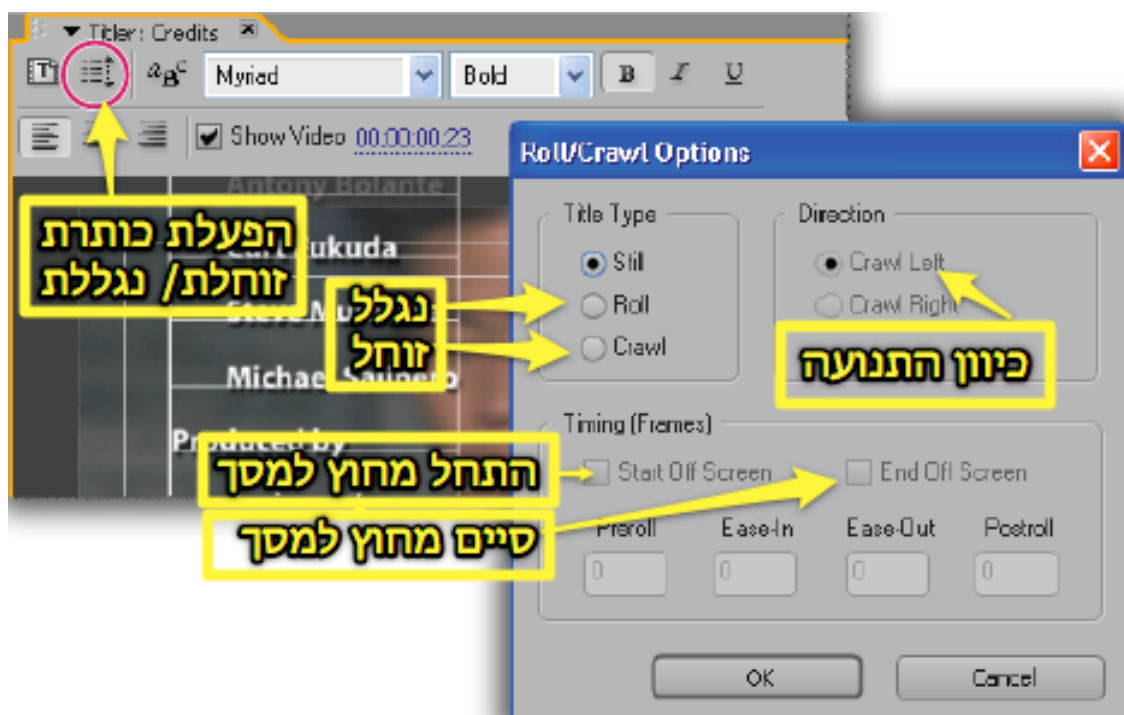 Titler: Credits
Myriad
Bold
B I U
Show Video 00:00:00:23
Antony Bolante
ukuda
הפעלת כותרת
זוחלת/ נגללת
Michael
Produced by
Roll/Crawl Options
Title Type
Still
Roll
Crawl
נגלל
זוחל
Direction
Crawl Left
Crawl Right
כיוון התנועה
Timing (Frames)
התחל מחוץ למסך
Start Off Screen
End Off Screen
סיים מחוץ למסך
Preroll
Ease-In
Ease-Out
Postroll
0
0
0
0
OK
Cancel